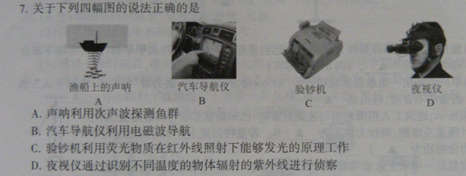 7. 关于下列四幅图的说法正确的是
渔船上的声呐 汽车导航仪 验钞机 夜视仪
A B C D
A. 声呐利用次声波探测鱼群
B. 汽车导航仪利用电磁波导航
C. 验钞机利用荧光物质在红外线照射下能够发光的原理工作
D. 夜视仪通过识别不同温度的物体辐射的紫外线进行侦察